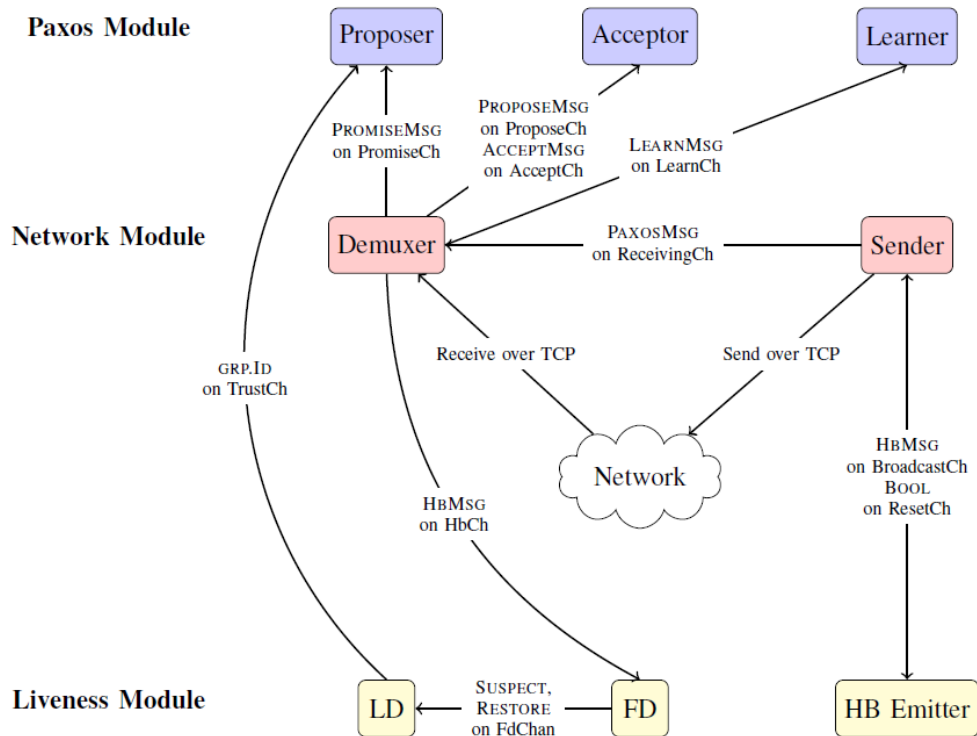 Paxos Module
Proposer
Acceptor
Learner
PROMISEMSG
on PromiseCh
PROPOSEMSG
on ProposeCh
ACCEPTMSG
on AcceptCh
LEARNMSG
on LearnCh
Network Module
Demuxer
PAXOSMSG
on ReceivingCh
Sender
GRP.ID
on TrustCh
Receive over TCP
Send over TCP
Network
HBMSG
on HbCh
HBMSG
on BroadcastCh
BOOL
on ResetCh
Liveness Module
LD
SUSPECT,
RESTORE
on FdChan
FD
HB Emitter